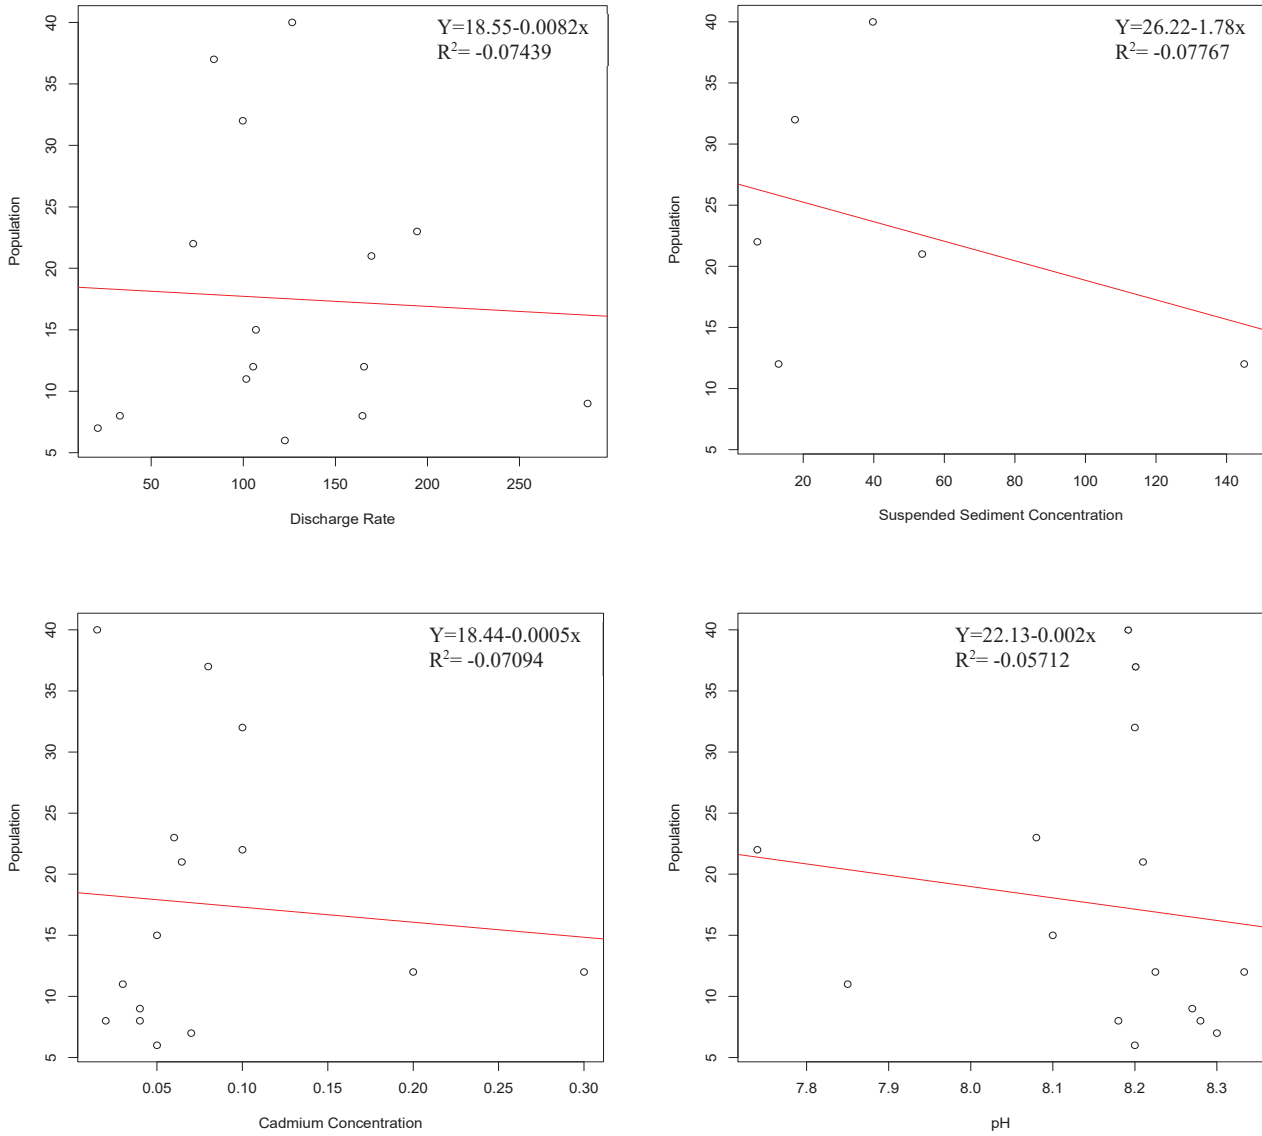 Y=18.55-0.0082x
R²= -0.07439
40
35
30
25
20
15
10
5
Population
50 100 150 200 250
Discharge Rate
Y=26.22-1.78x
R²= -0.07767
40
35
30
25
20
15
10
5
Population
20 40 60 80 100 120 140
Suspended Sediment Concentration
Y=18.44-0.0005x
R²= -0.07094
40
35
30
25
20
15
10
5
Population
0.05 0.10 0.20 0.25 0.30
Cadmium Concentration
Y=22.13-0.002x
R²= -0.05712
40
35
30
25
20
15
10
5
Population
7.8 7.9 8.0 8.1 8.2 8.3
pH